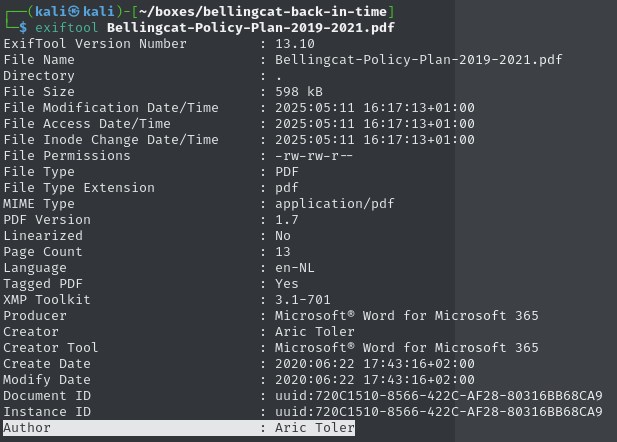 ┌──(kali㉿kali)-[~/boxes/bellingcat-back-in-time]
└─$ exiftool Bellingcat-Policy-Plan-2019-2021.pdf
ExifTool Version Number         : 13.10
File Name                       : Bellingcat-Policy-Plan-2019-2021.pdf
Directory                       : .
File Size                       : 598 kB
File Modification Date/Time     : 2025:05:11 16:17:13+01:00
File Access Date/Time           : 2025:05:11 16:17:13+01:00
File Inode Change Date/Time     : 2025:05:11 16:17:13+01:00
File Permissions                : -rw-rw-r--
File Type                       : PDF
File Type Extension             : pdf
MIME Type                       : application/pdf
PDF Version                     : 1.7
Linearized                      : No
Page Count                      : 13
Language                        : en-NL
Tagged PDF                      : Yes
XMP Toolkit                     : 3.1-701
Producer                        : Microsoft® Word for Microsoft 365
Creator                         : Aric Toler
Creator Tool                    : Microsoft® Word for Microsoft 365
Create Date                     : 2020:06:22 17:43:16+02:00
Modify Date                     : 2020:06:22 17:43:16+02:00
Document ID                     : uuid:720C1510-8566-422C-AF28-80316BB68CA9
Instance ID                     : uuid:720C1510-8566-422C-AF28-80316BB68CA9
Author                          : Aric Toler